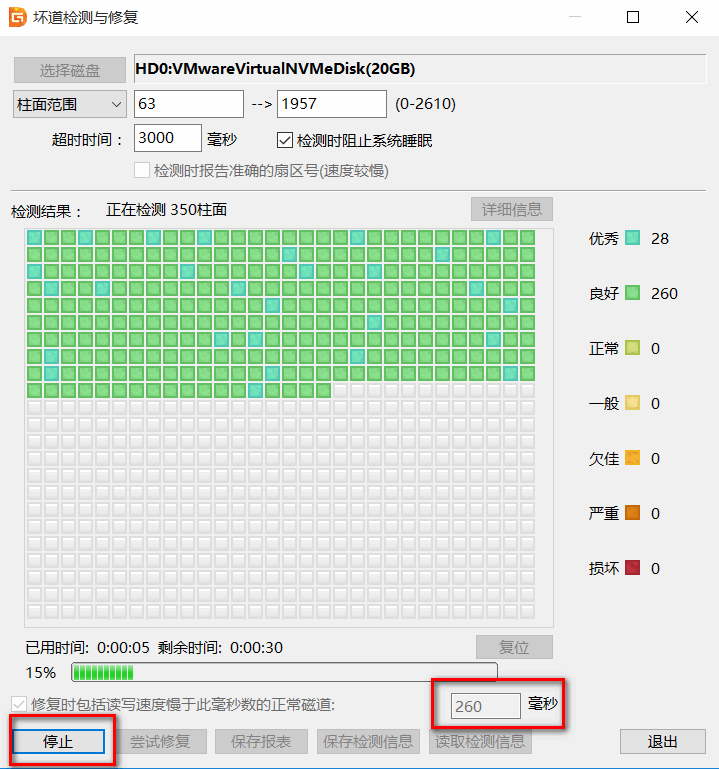 坏道检测与修复
选择磁盘 HD0:VMwareVirtualNVMeDisk(20GB)
柱面范围 63 --> 1957 (0-2610)
超时时间： 3000 毫秒 检测时阻止系统睡眠
检测时报告准确的扇区号(速度较慢)
检测结果： 正在检测 350柱面 详细信息
优秀 28
良好 260
正常 0
一般 0
欠佳 0
严重 0
损坏 0
已用时间: 0:00:05 剩余时间: 0:00:30 复位
15%
修复时包括读写速度慢于此毫秒数的正常磁道: 260 毫秒
停止 尝试修复 保存报表 保存检测信息 读取检测信息 退出